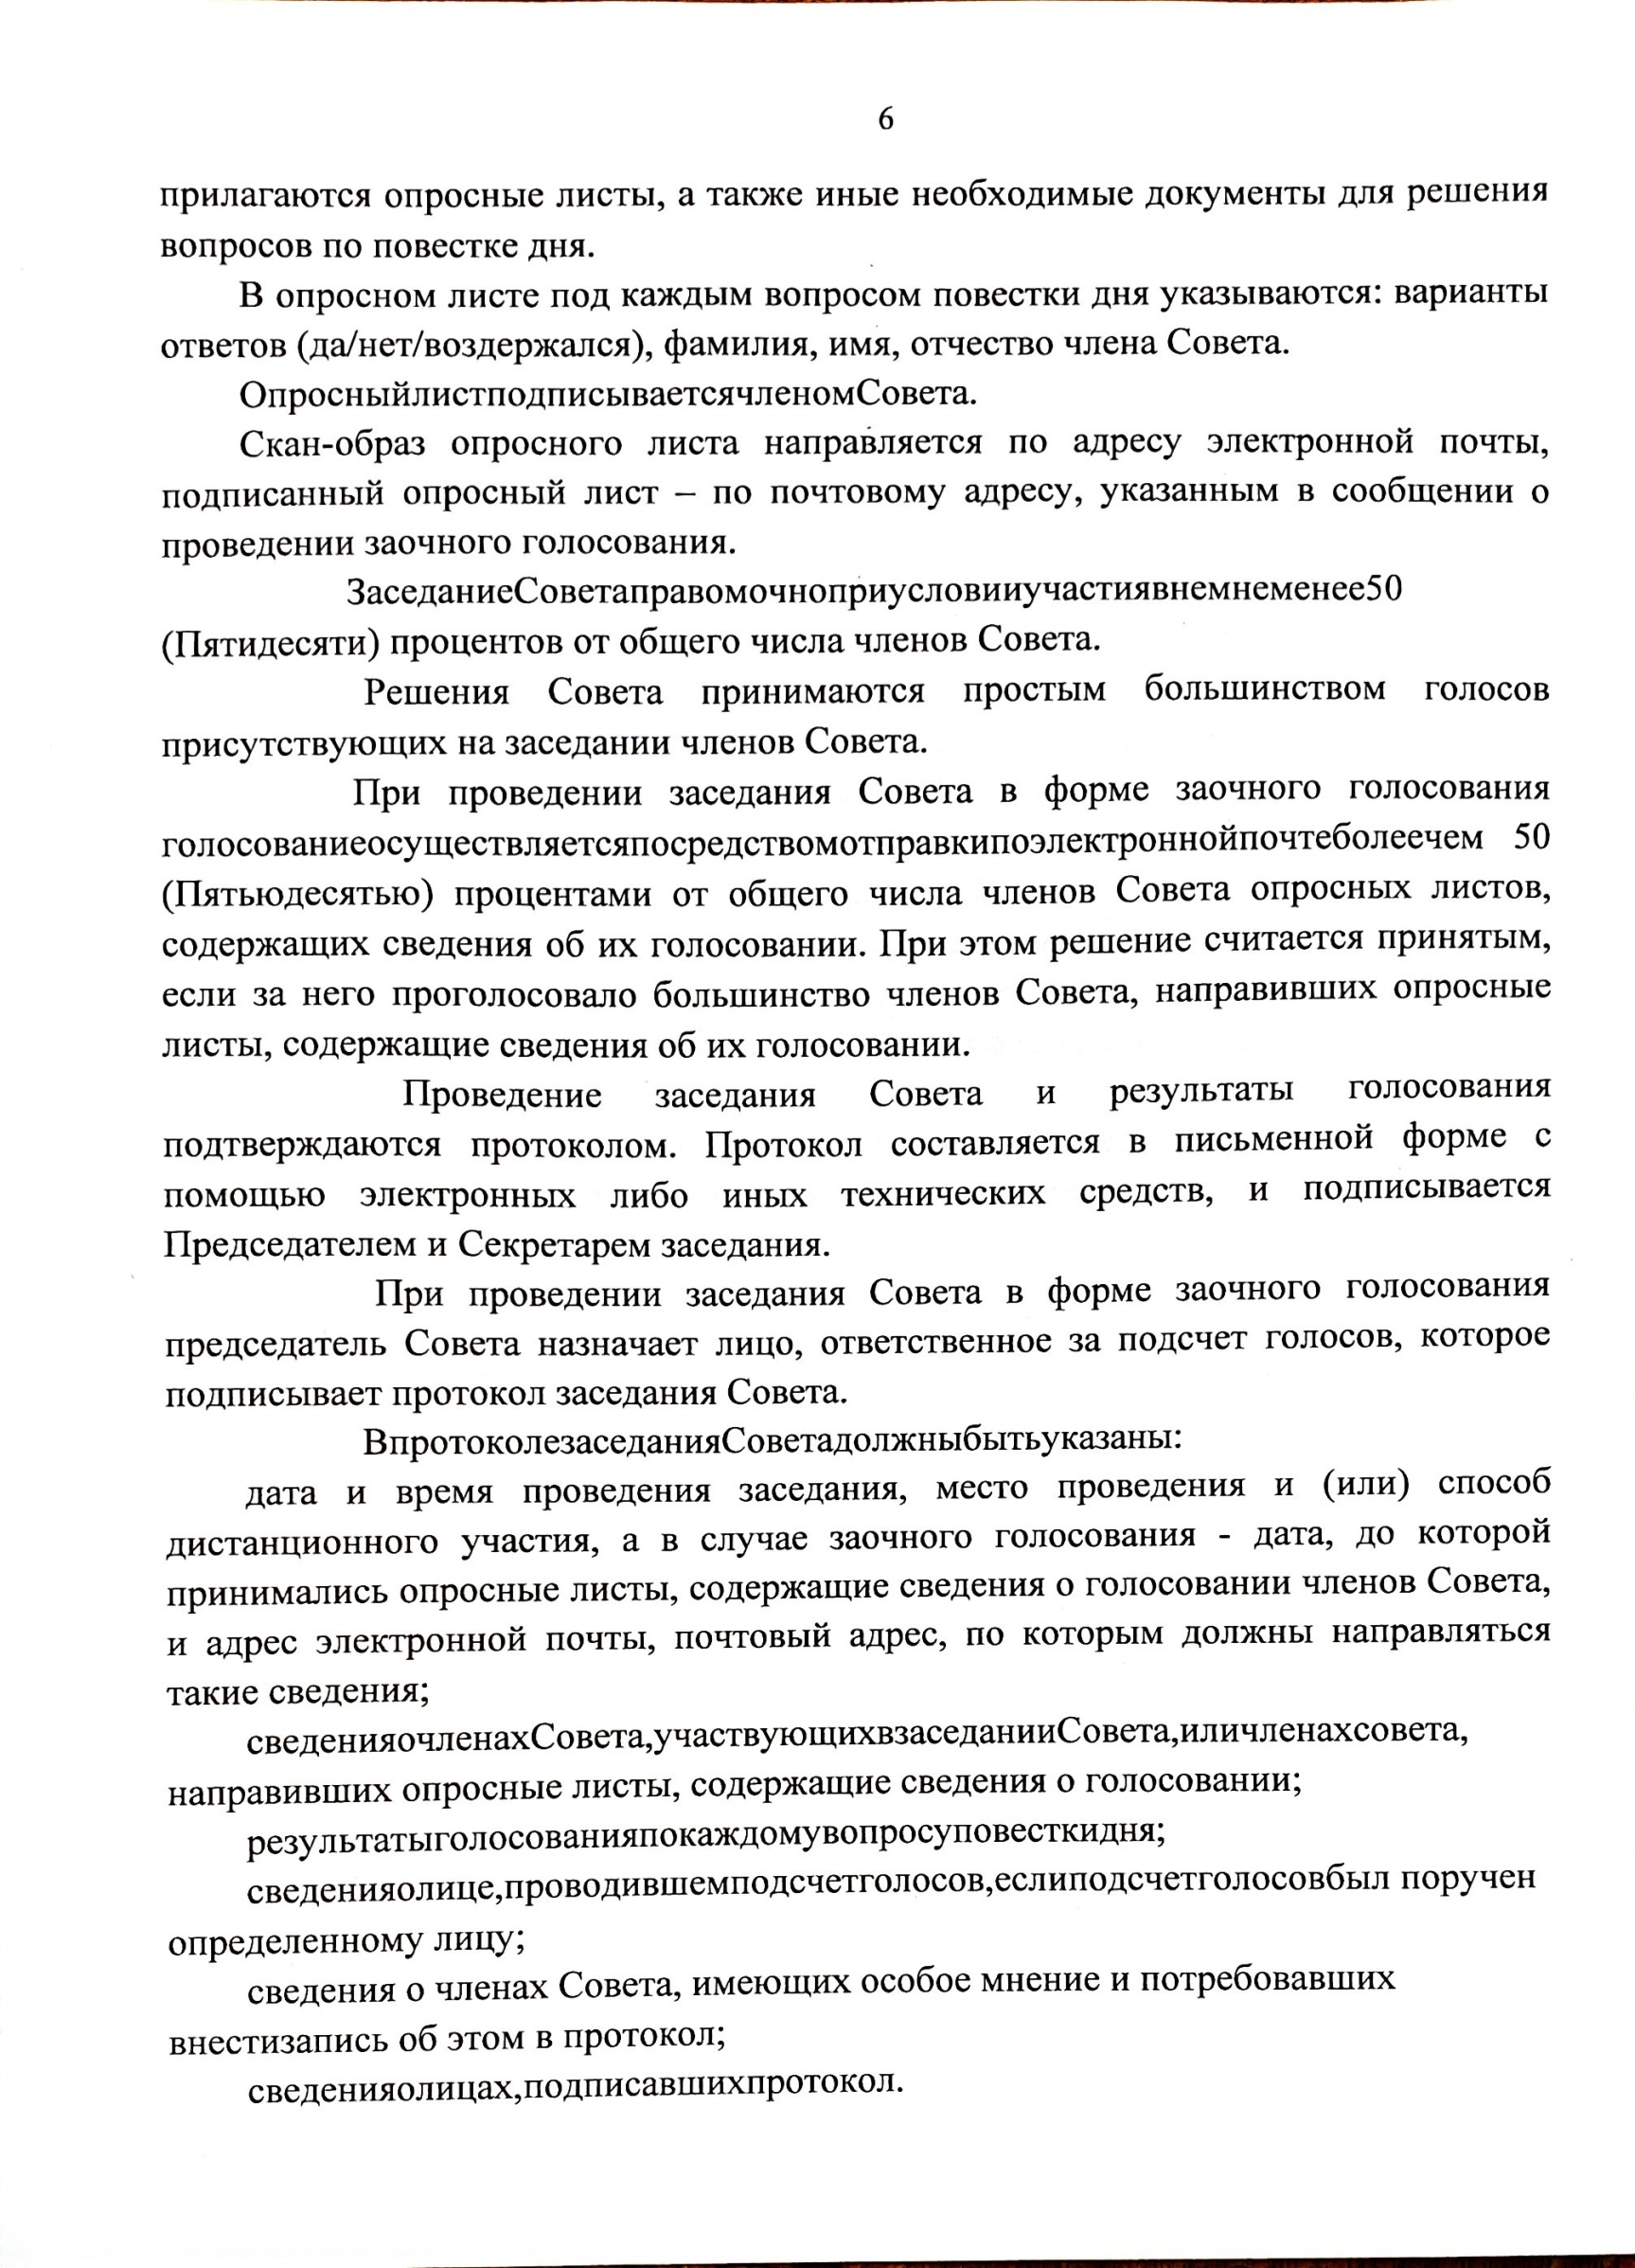 6
прилагаются опросные листы, а также иные необходимые документы для решения
вопросов по повестке дня.
В опросном листе под каждым вопросом повестки дня указываются: варианты
ответов (да/нет/воздержался), фамилия, имя, отчество члена Совета.
ОпросныйлистподписываетсячленомСовета.
Скан-образ опросного листа направляется по адресу электронной почты,
подписанный опросный лист – по почтовому адресу, указанным в сообщении о
проведении заочного голосования.
ЗаседаниеСоветаправомочноприусловииучастиявнемнеменее50
(Пятидесяти) процентов от общего числа членов Совета.
Решения Совета принимаются простым большинством голосов
присутствующих на заседании членов Совета.
При проведении заседания Совета в форме заочного голосования
голосованиеосуществляетсяпосредствомотправкипоэлектроннойпочтеболеечем 50
(Пятьюдесятью) процентами от общего числа членов Совета опросных листов,
содержащих сведения об их голосовании. При этом решение считается принятым,
если за него проголосовало большинство членов Совета, направивших опросные
листы, содержащие сведения об их голосовании.
Проведение заседания Совета и результаты голосования
подтверждаются протоколом. Протокол составляется в письменной форме с
помощью электронных либо иных технических средств, и подписывается
Председателем и Секретарем заседания.
При проведении заседания Совета в форме заочного голосования
председатель Совета назначает лицо, ответственное за подсчет голосов, которое
подписывает протокол заседания Совета.
ВпротоколезаседанияСоветадолжныбытьуказаны:
дата и время проведения заседания, место проведения и (или) способ
дистанционного участия, а в случае заочного голосования - дата, до которой
принимались опросные листы, содержащие сведения о голосовании членов Совета,
и адрес электронной почты, почтовый адрес, по которым должны направляться
такие сведения;
сведенияочленахСовета,участвующихвзаседанииСовета,иличленахсовета,
направивших опросные листы, содержащие сведения о голосовании;
результатыголосованияпокаждомувопросуповесткидня;
сведенияолице,проводившемподсчетголосов,еслиподсчетголосовбыл поручен
определенному лицу;
сведения о членах Совета, имеющих особое мнение и потребовавших
внестизапись об этом в протокол;
сведенияолицах,подписавшихпротокол.